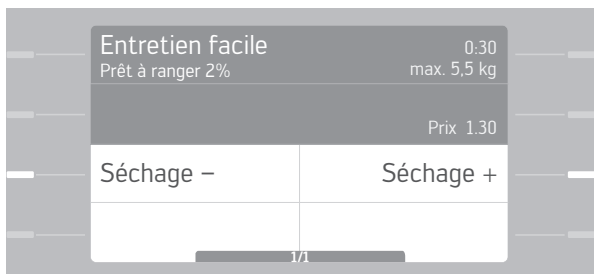 Entretien facile 0:30
Prêt à ranger 2% max. 5,5 kg
Prix 1.30
Séchage – Séchage +
1/1